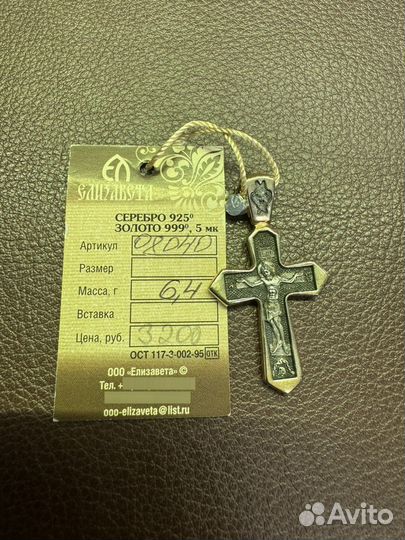 ЕЛИЗАВЕТА
СЕРЕБРО 925⁰
ЗОЛОТО 999⁰, 5 мк
Артикул
Размер
Масса, г 6,4
Вставка
Цена, руб. 3200
ОСТ 117-3-002-95 ОТК
ООО «Елизавета» ©
Тел. +
ooo-elizaveta@list.ru
Avito